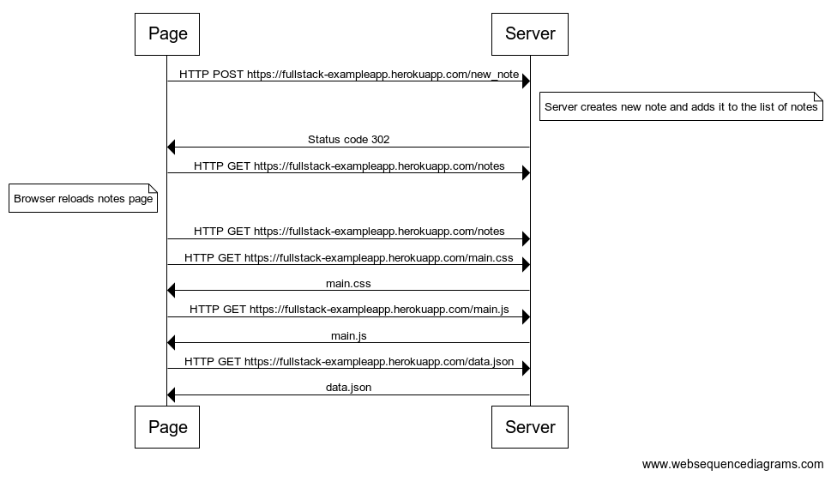 Page
Server
HTTP POST https://fullstack-exampleapp.herokuapp.com/new_note
Server creates new note and adds it to the list of notes
Status code 302
HTTP GET https://fullstack-exampleapp.herokuapp.com/notes
Browser reloads notes page
HTTP GET https://fullstack-exampleapp.herokuapp.com/notes
HTTP GET https://fullstack-exampleapp.herokuapp.com/main.css
main.css
HTTP GET https://fullstack-exampleapp.herokuapp.com/main.js
main.js
HTTP GET https://fullstack-exampleapp.herokuapp.com/data.json
data.json
Page
Server
www.websequencediagrams.com